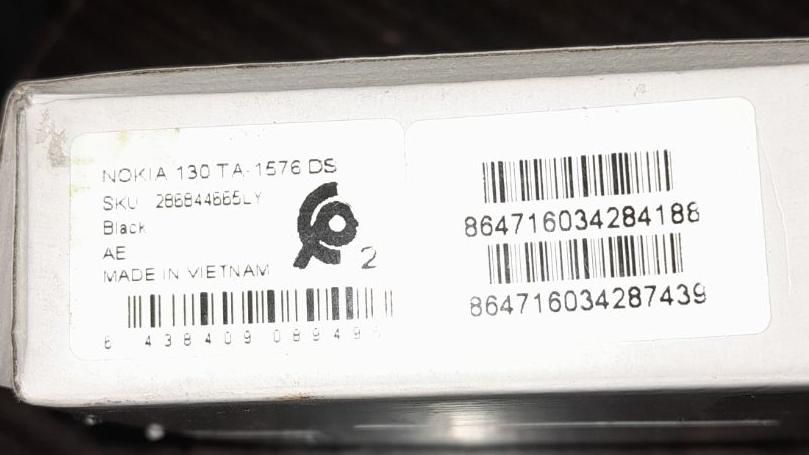 NOKIA 130 TA-1576 DS
SKU 286844665LY
Black
AE
MADE IN VIETNAM
2
864716034284188
864716034287439